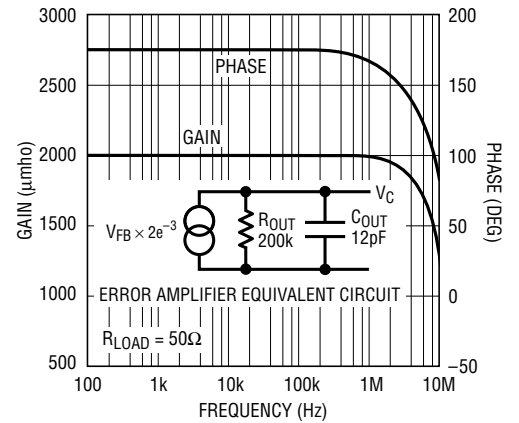 3000
2500
2000
1500
1000
500
GAIN (µmho)
200
150
100
50
0
–50
PHASE (DEG)
PHASE
GAIN
V_FB × 2e⁻³
R_OUT
200k
C_OUT
12pF
V_C
ERROR AMPLIFIER EQUIVALENT CIRCUIT
R_LOAD = 50Ω
100
1k
10k
100k
1M
10M
FREQUENCY (Hz)